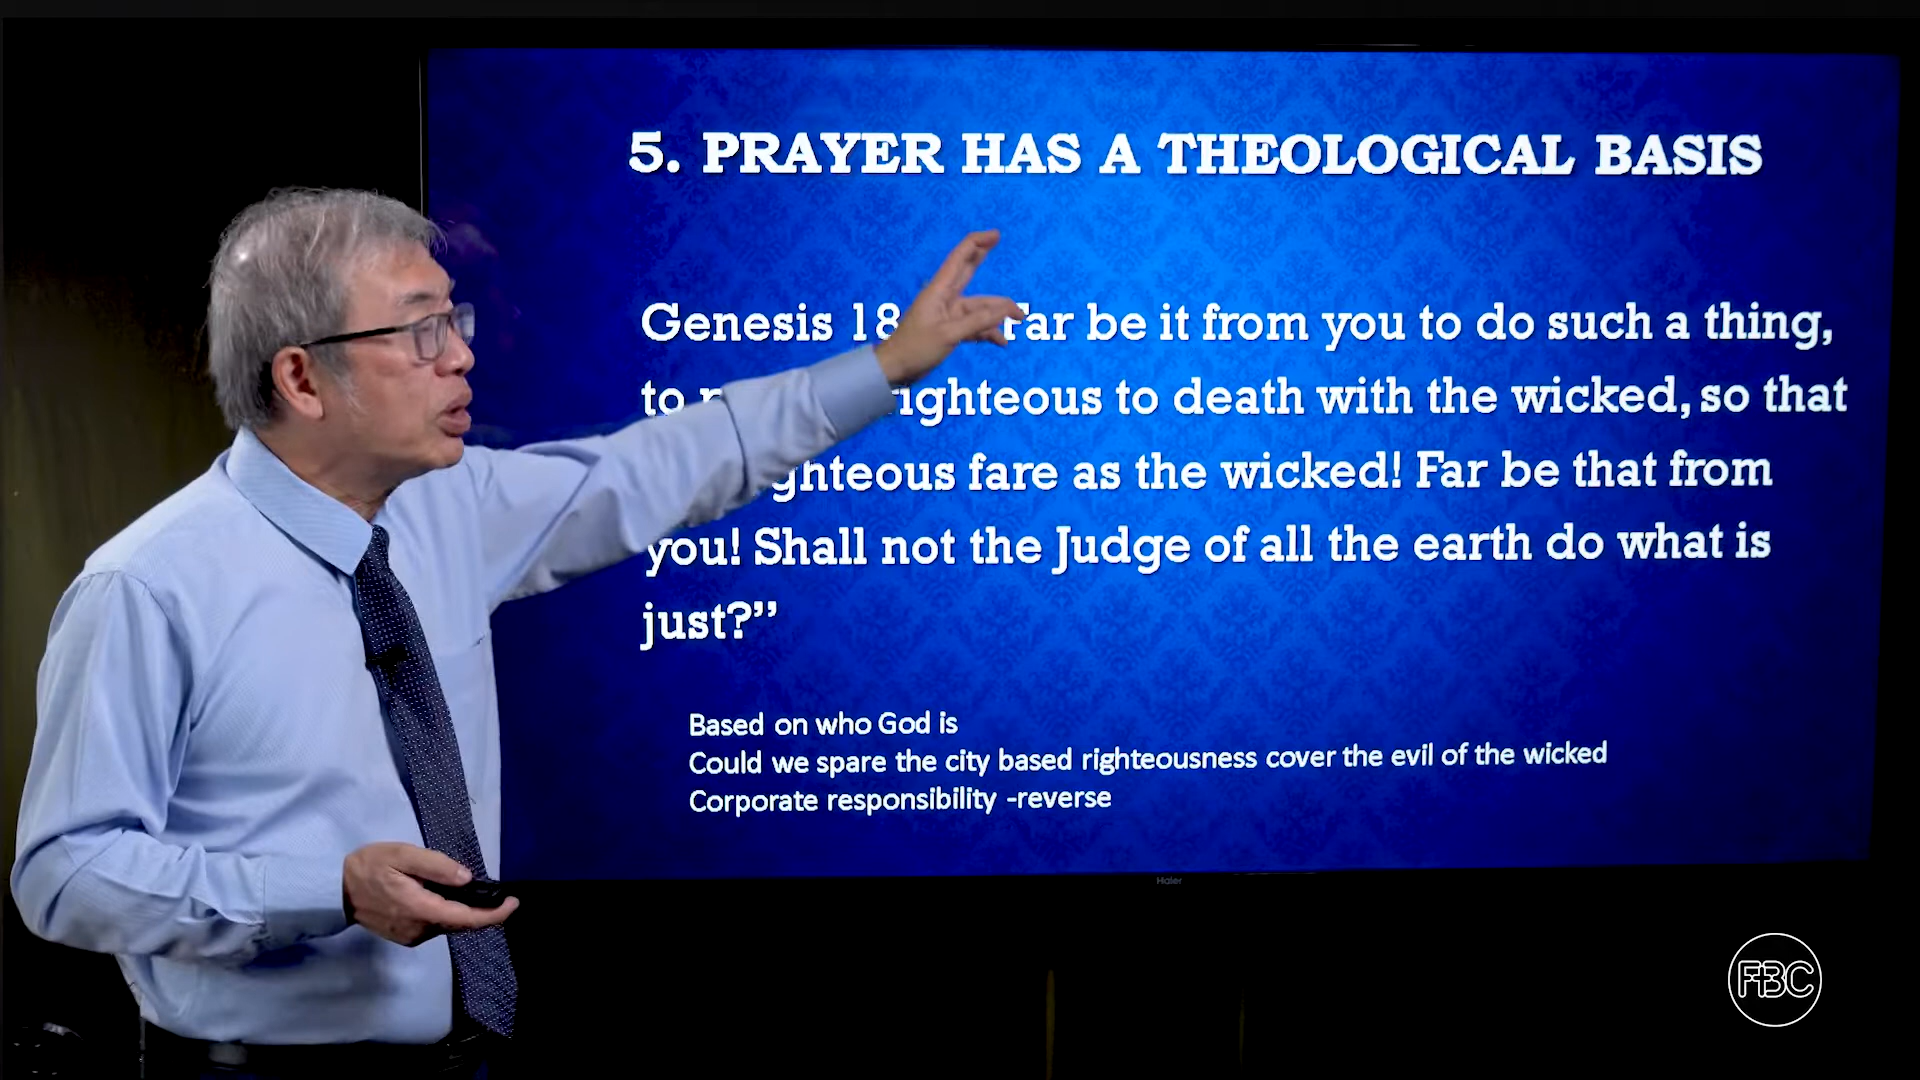 5. PRAYER HAS A THEOLOGICAL BASIS
Genesis 18 Far be it from you to do such a thing,
to righteous to death with the wicked, so that
fare as the wicked! Far be that from
you! Shall not the Judge of all the earth do what is
just?”
Based on who God is
Could we spare the city based righteousness cover the evil of the wicked
Corporate responsibility -reverse
Haier
FBC